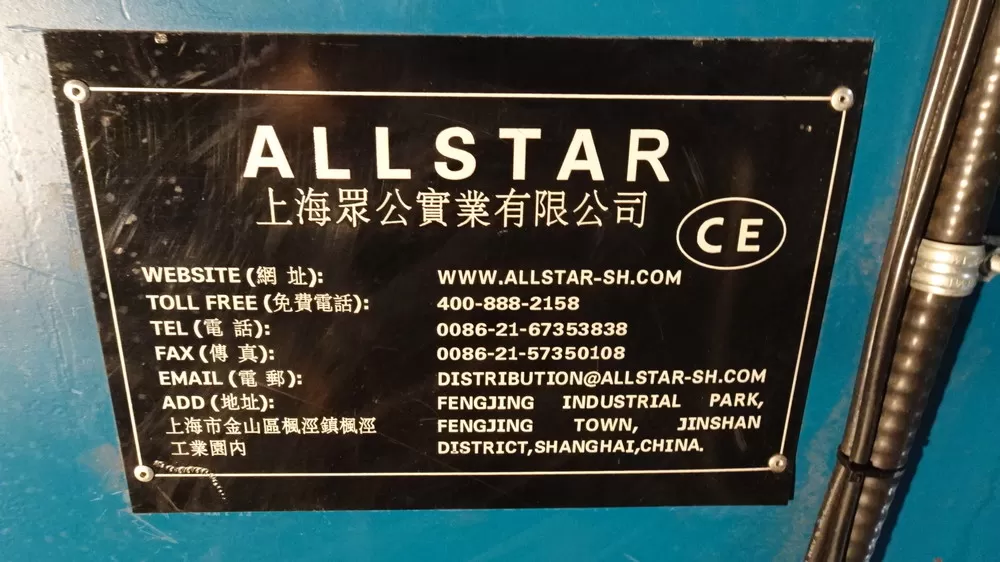 ALLSTAR
上海眾公實業有限公司
CE
WEBSITE (網 址): WWW.ALLSTAR-SH.COM
TOLL FREE (免費電話): 400-888-2158
TEL (電 話): 0086-21-67353838
FAX (傳 真): 0086-21-57350108
EMAIL (電 郵): DISTRIBUTION@ALLSTAR-SH.COM
ADD (地址): FENGJING INDUSTRIAL PARK,
上海市金山區楓涇鎮楓涇 FENGJING TOWN, JINSHAN
工業園內 DISTRICT,SHANGHAI,CHINA.